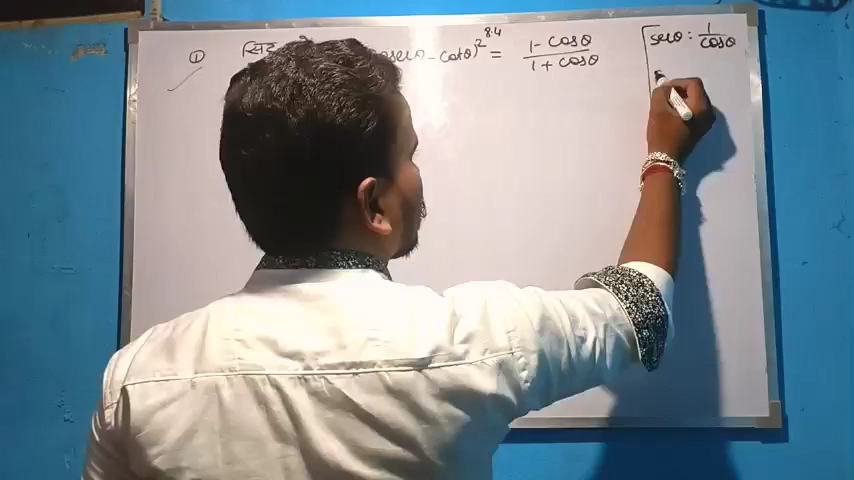 ① सिद्ध cosecθ - cotθ)² = (1 - cosθ)/(1 + cosθ)
8.4
secθ : 1/cosθ